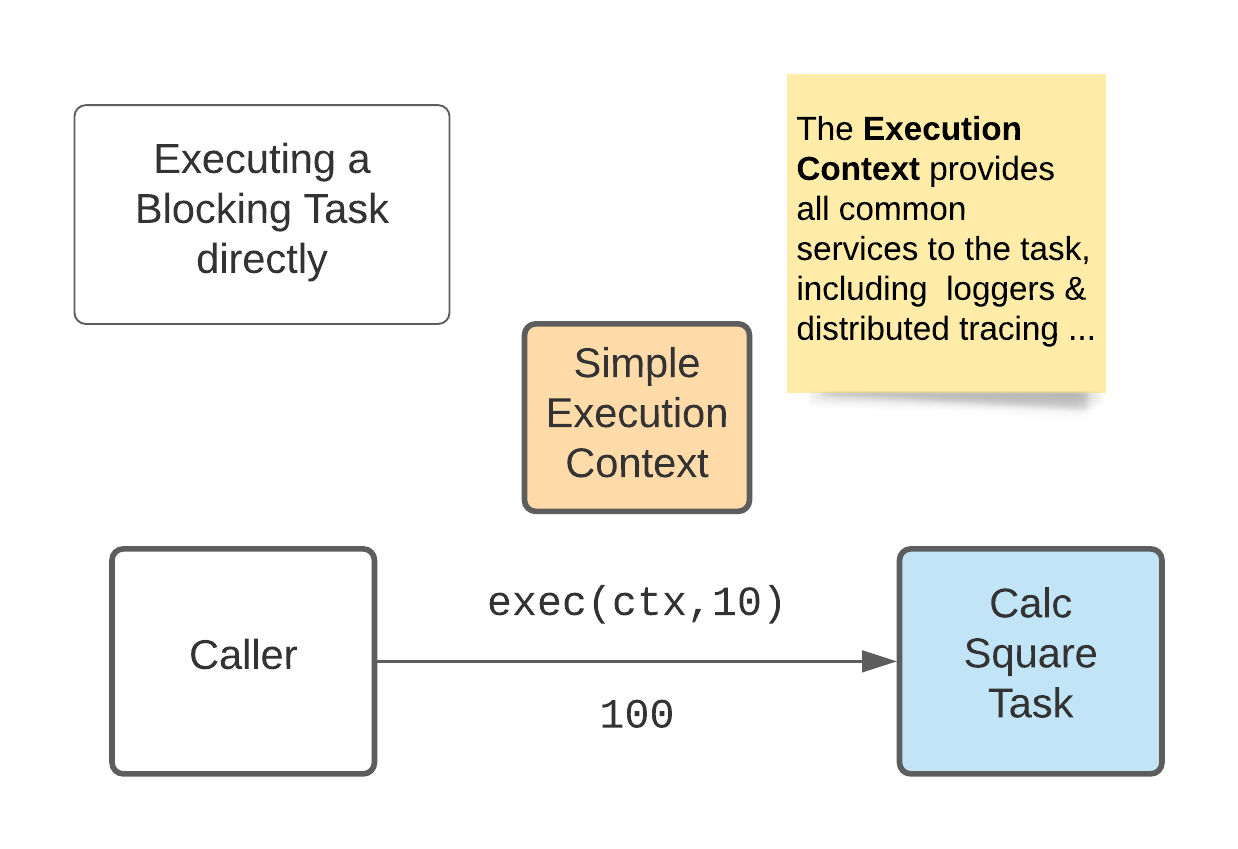 Executing a
Blocking Task
directly
The Execution
Context provides
all common
services to the task,
including  loggers &
distributed tracing ...
Simple
Execution
Context
Caller
exec(ctx,10)
100
Calc
Square
Task